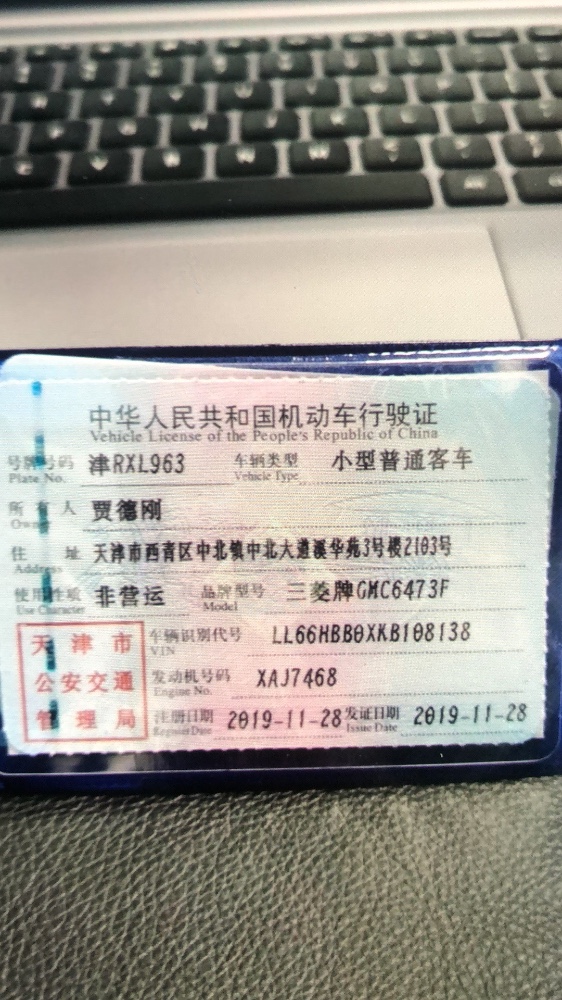 中华人民共和国机动车行驶证
Vehicle License of the People's Republic of China
号牌号码 津RXL963 车辆类型 小型普通客车
Plate No. Vehicle Type
所有人 贾德刚
Owner
住址 天津市西青区中北镇中北大道溪华苑3号楼2103号
Address
使用性质 非营运 品牌型号 三菱牌GMC6473F
Use Character Model
天津市 车辆识别代号 LL66HBB0XKB108138
VIN
公安交通 发动机号码 XAJ7468
Engine No.
管理局 注册日期 2019-11-28 发证日期 2019-11-28
Register Date Issue Date